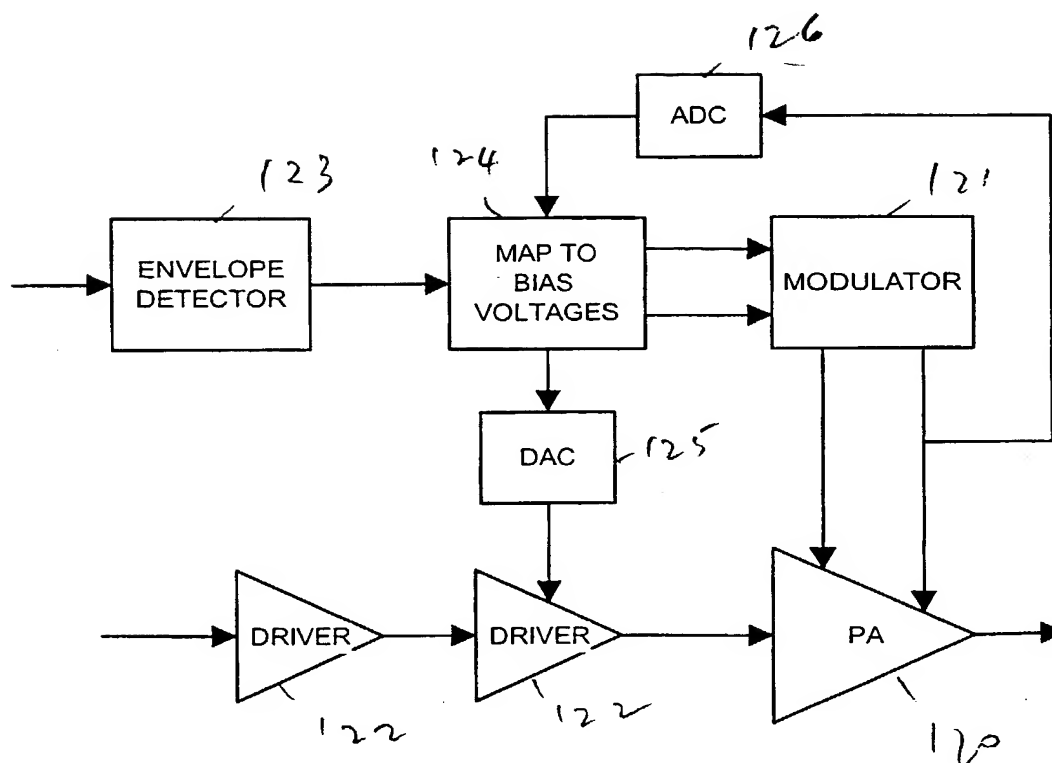 126
ADC
124
123
121
ENVELOPE
DETECTOR
MAP TO
BIAS
VOLTAGES
MODULATOR
DAC
125
DRIVER
DRIVER
PA
122
122
120